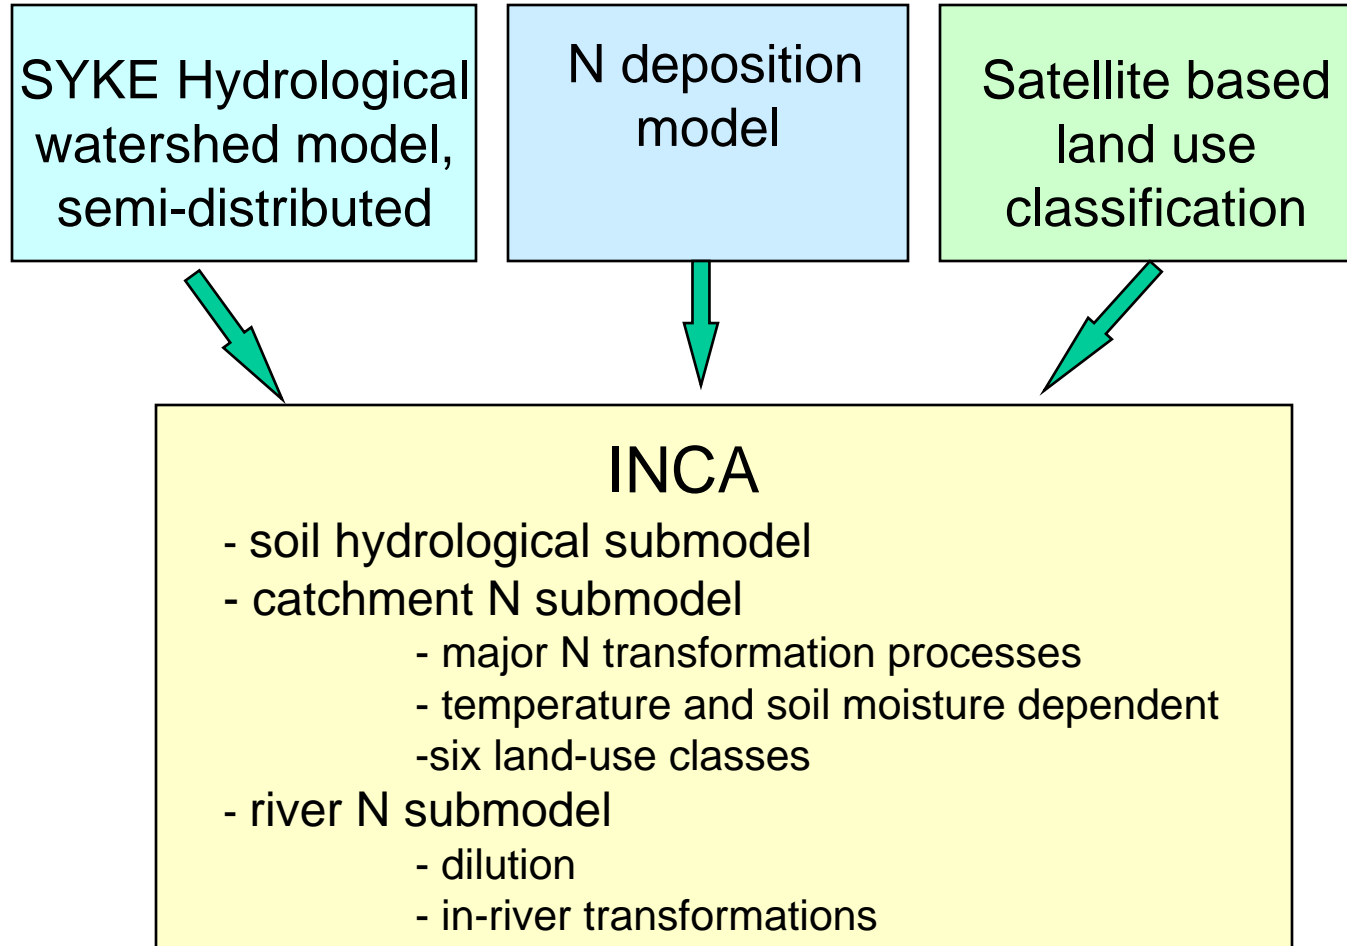 SYKE Hydrological
watershed model,
semi-distributed
N deposition
model
Satellite based
land use
classification
INCA
- soil hydrological submodel
- catchment N submodel
- major N transformation processes
- temperature and soil moisture dependent
-six land-use classes
- river N submodel
- dilution
- in-river transformations